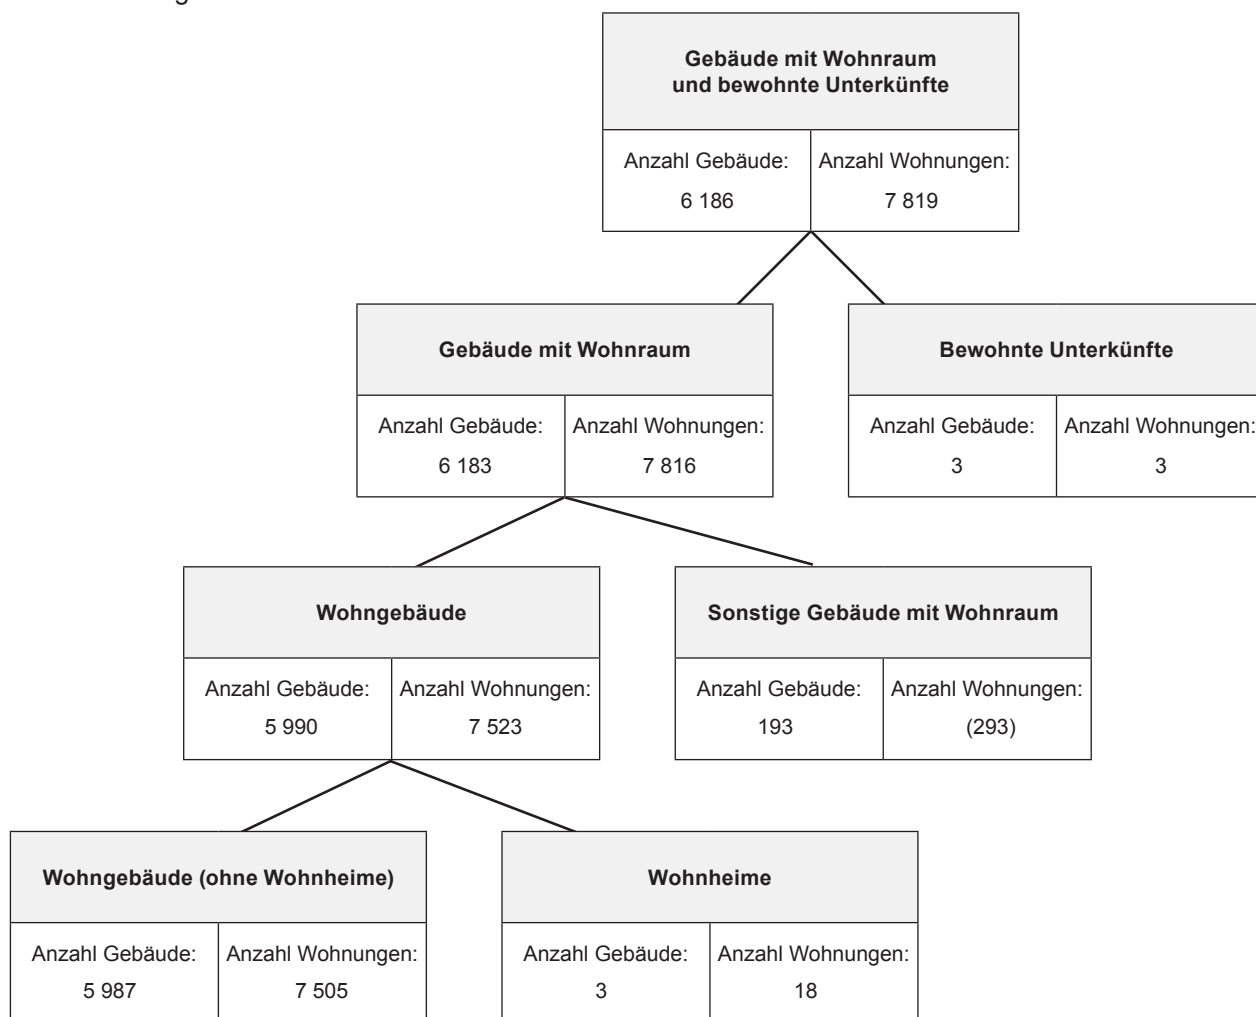 Gebäude mit Wohnraum
und bewohnte Unterkünfte
Anzahl Gebäude: Anzahl Wohnungen:
6 186 7 819
Gebäude mit Wohnraum
Anzahl Gebäude: Anzahl Wohnungen:
6 183 7 816
Bewohnte Unterkünfte
Anzahl Gebäude: Anzahl Wohnungen:
3 3
Wohngebäude
Anzahl Gebäude: Anzahl Wohnungen:
5 990 7 523
Sonstige Gebäude mit Wohnraum
Anzahl Gebäude: Anzahl Wohnungen:
193 (293)
Wohngebäude (ohne Wohnheime)
Anzahl Gebäude: Anzahl Wohnungen:
5 987 7 505
Wohnheime
Anzahl Gebäude: Anzahl Wohnungen:
3 18